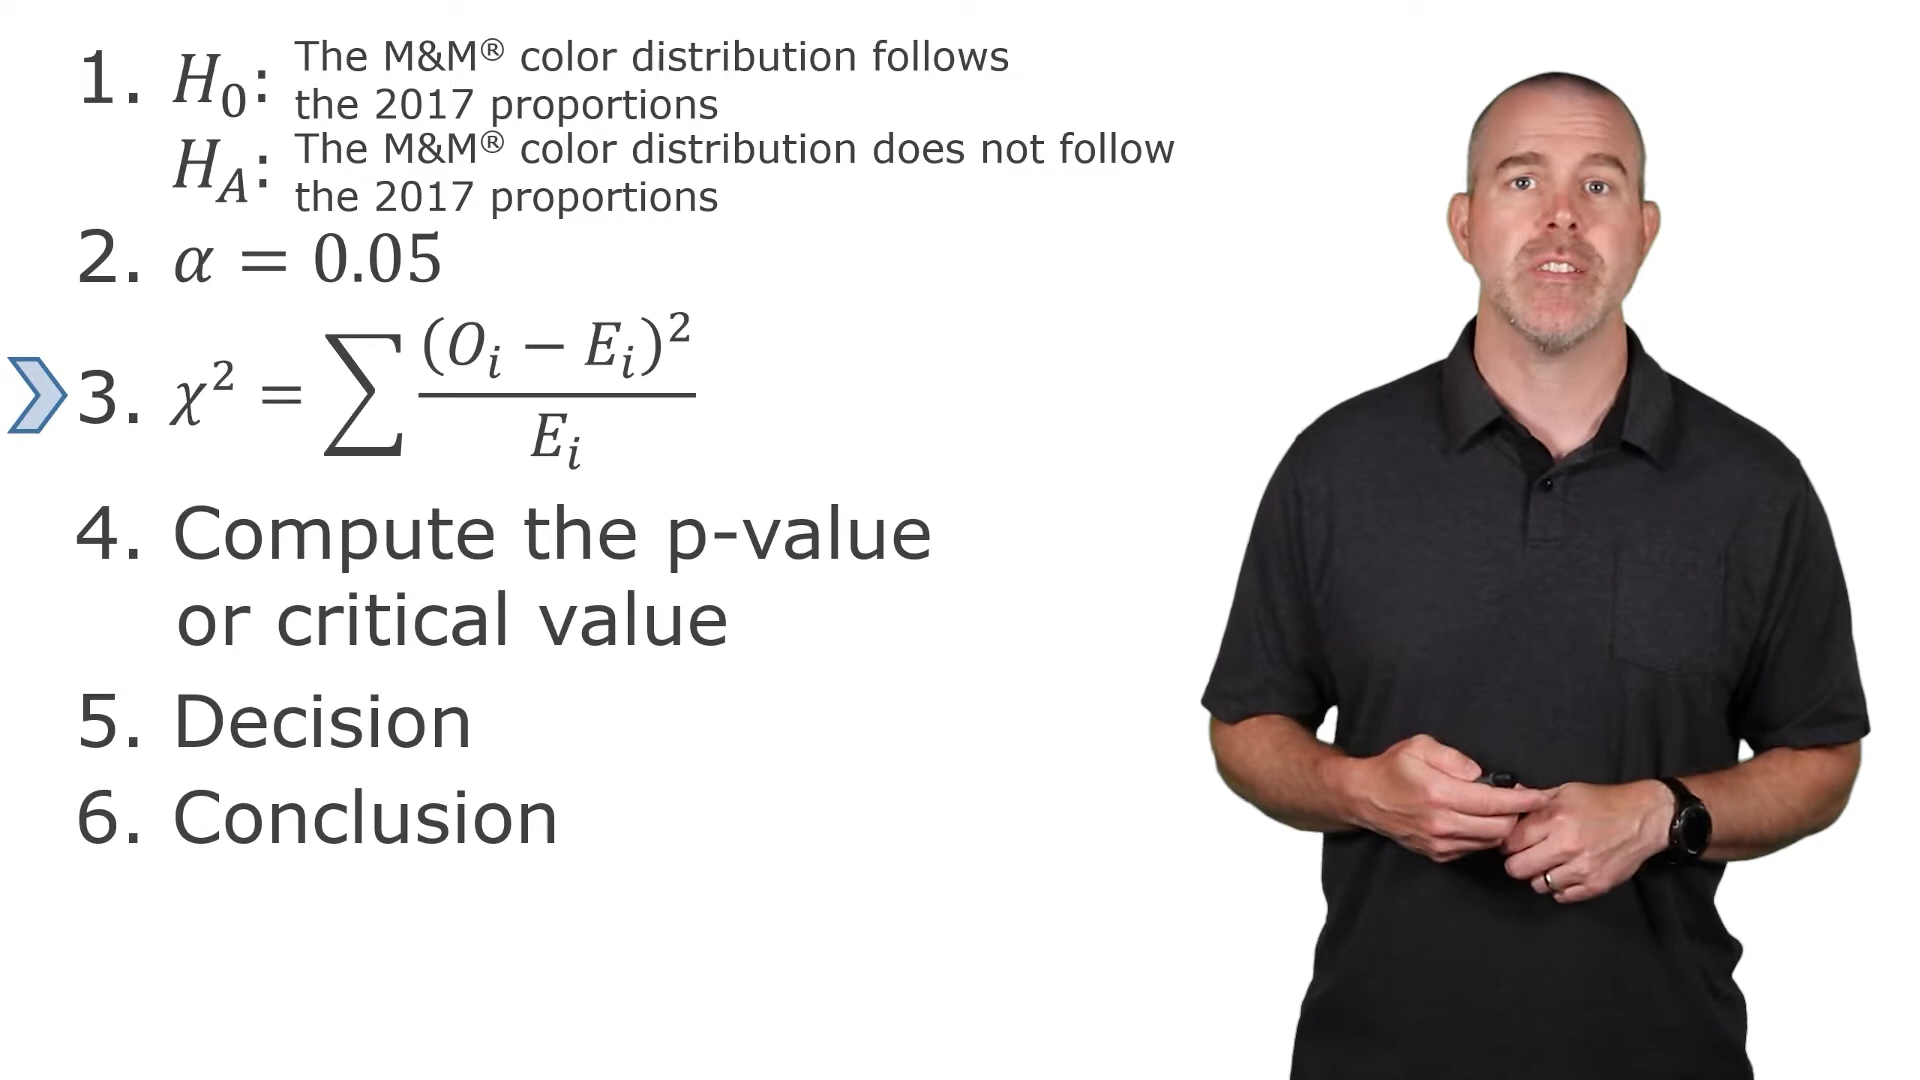 1. H₀: The M&M® color distribution follows
the 2017 proportions
H_A: The M&M® color distribution does not follow
the 2017 proportions
2. α = 0.05
3. χ² = ∑ (Oᵢ − Eᵢ)² / Eᵢ
4. Compute the p-value
or critical value
5. Decision
6. Conclusion